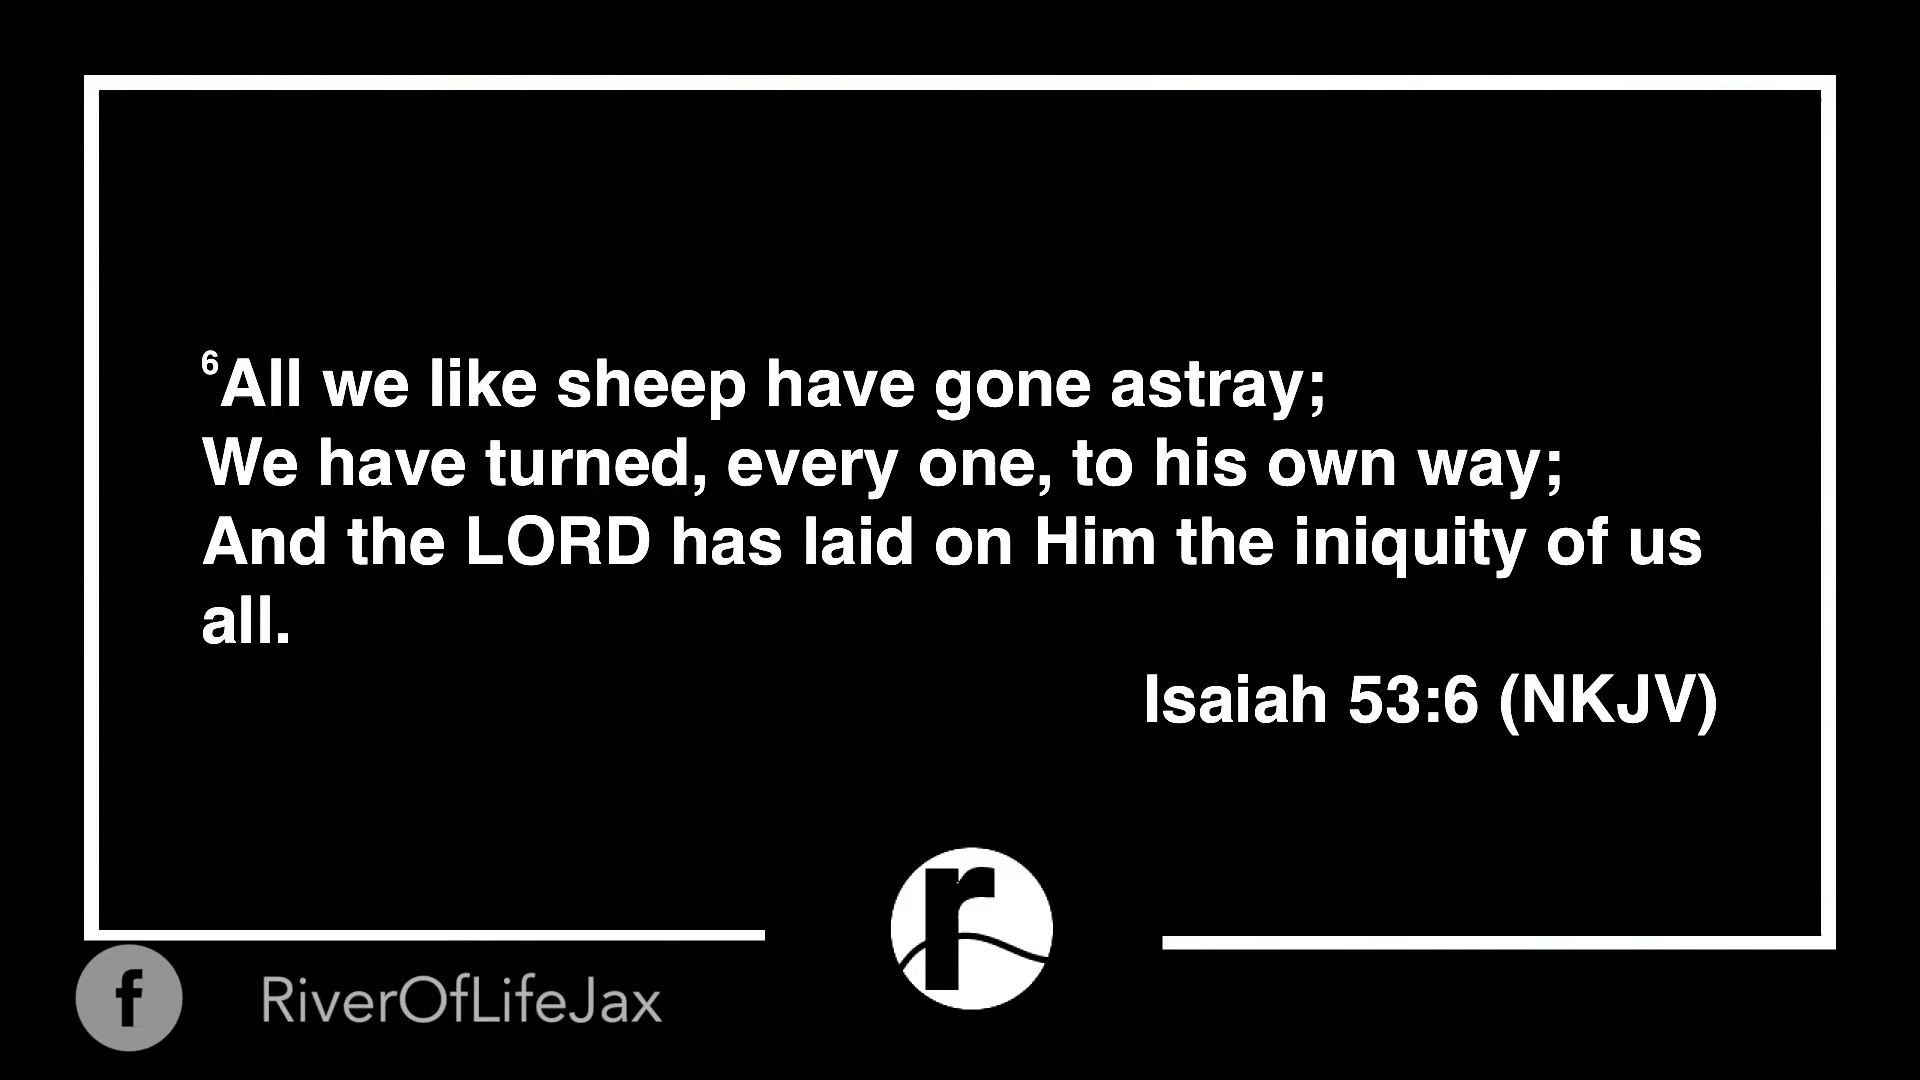 ⁶All we like sheep have gone astray;
We have turned, every one, to his own way;
And the LORD has laid on Him the iniquity of us
all.
Isaiah 53:6 (NKJV)
r
f
RiverOfLifeJax